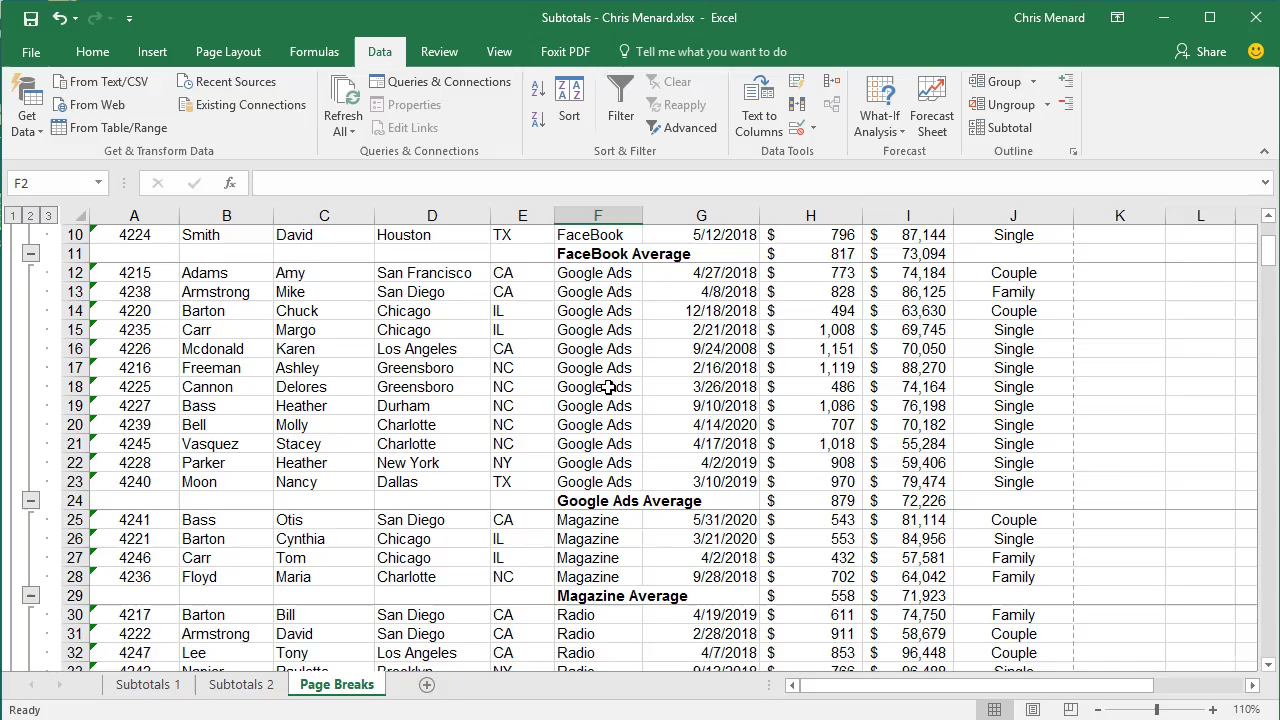 Subtotals - Chris Menard.xlsx - Excel Chris Menard
File Home Insert Page Layout Formulas Data Review View Foxit PDF Tell me what you want to do Share
Get Data
From Text/CSV
From Web
From Table/Range
Recent Sources
Existing Connections
Get & Transform Data
Refresh All
Queries & Connections
Properties
Edit Links
Queries & Connections
Sort
Filter
Clear
Reapply
Advanced
Sort & Filter
Text to Columns
Data Tools
What-If Analysis
Forecast Sheet
Forecast
Group
Ungroup
Subtotal
Outline
F2 fx
1 2 3 A B C D E F G H I J K L
10 4224 Smith David Houston TX FaceBook 5/12/2018 $ 796 $ 87,144 Single
11 FaceBook Average $ 817 $ 73,094
12 4215 Adams Amy San Francisco CA Google Ads 4/27/2018 $ 773 $ 74,184 Couple
13 4238 Armstrong Mike San Diego CA Google Ads 4/8/2018 $ 828 $ 86,125 Family
14 4220 Barton Chuck Chicago IL Google Ads 12/18/2018 $ 494 $ 63,630 Couple
15 4235 Carr Margo Chicago IL Google Ads 2/21/2018 $ 1,008 $ 69,745 Single
16 4226 Mcdonald Karen Los Angeles CA Google Ads 9/24/2008 $ 1,151 $ 70,050 Single
17 4216 Freeman Ashley Greensboro NC Google Ads 2/16/2018 $ 1,119 $ 88,270 Single
18 4225 Cannon Delores Greensboro NC Google Ads 3/26/2018 $ 486 $ 74,164 Single
19 4227 Bass Heather Durham NC Google Ads 9/10/2018 $ 1,086 $ 76,198 Single
20 4239 Bell Molly Charlotte NC Google Ads 4/14/2020 $ 707 $ 70,182 Single
21 4245 Vasquez Stacey Charlotte NC Google Ads 4/17/2018 $ 1,018 $ 55,284 Single
22 4228 Parker Heather New York NY Google Ads 4/2/2019 $ 908 $ 59,406 Single
23 4240 Moon Nancy Dallas TX Google Ads 3/10/2019 $ 970 $ 79,474 Single
24 Google Ads Average $ 879 $ 72,226
25 4241 Bass Otis San Diego CA Magazine 5/31/2020 $ 543 $ 81,114 Couple
26 4221 Barton Cynthia Chicago IL Magazine 3/21/2020 $ 553 $ 84,956 Single
27 4246 Carr Tom Chicago IL Magazine 4/2/2018 $ 432 $ 57,581 Family
28 4236 Floyd Maria Charlotte NC Magazine 9/28/2018 $ 702 $ 64,042 Family
29 Magazine Average $ 558 $ 71,923
30 4217 Barton Bill San Diego CA Radio 4/19/2019 $ 611 $ 74,750 Family
31 4222 Armstrong David San Diego CA Radio 2/28/2018 $ 911 $ 58,679 Couple
32 4247 Lee Tony Los Angeles CA Radio 4/7/2018 $ 853 $ 96,448 Couple
Subtotals 1 Subtotals 2 Page Breaks
Ready 110%